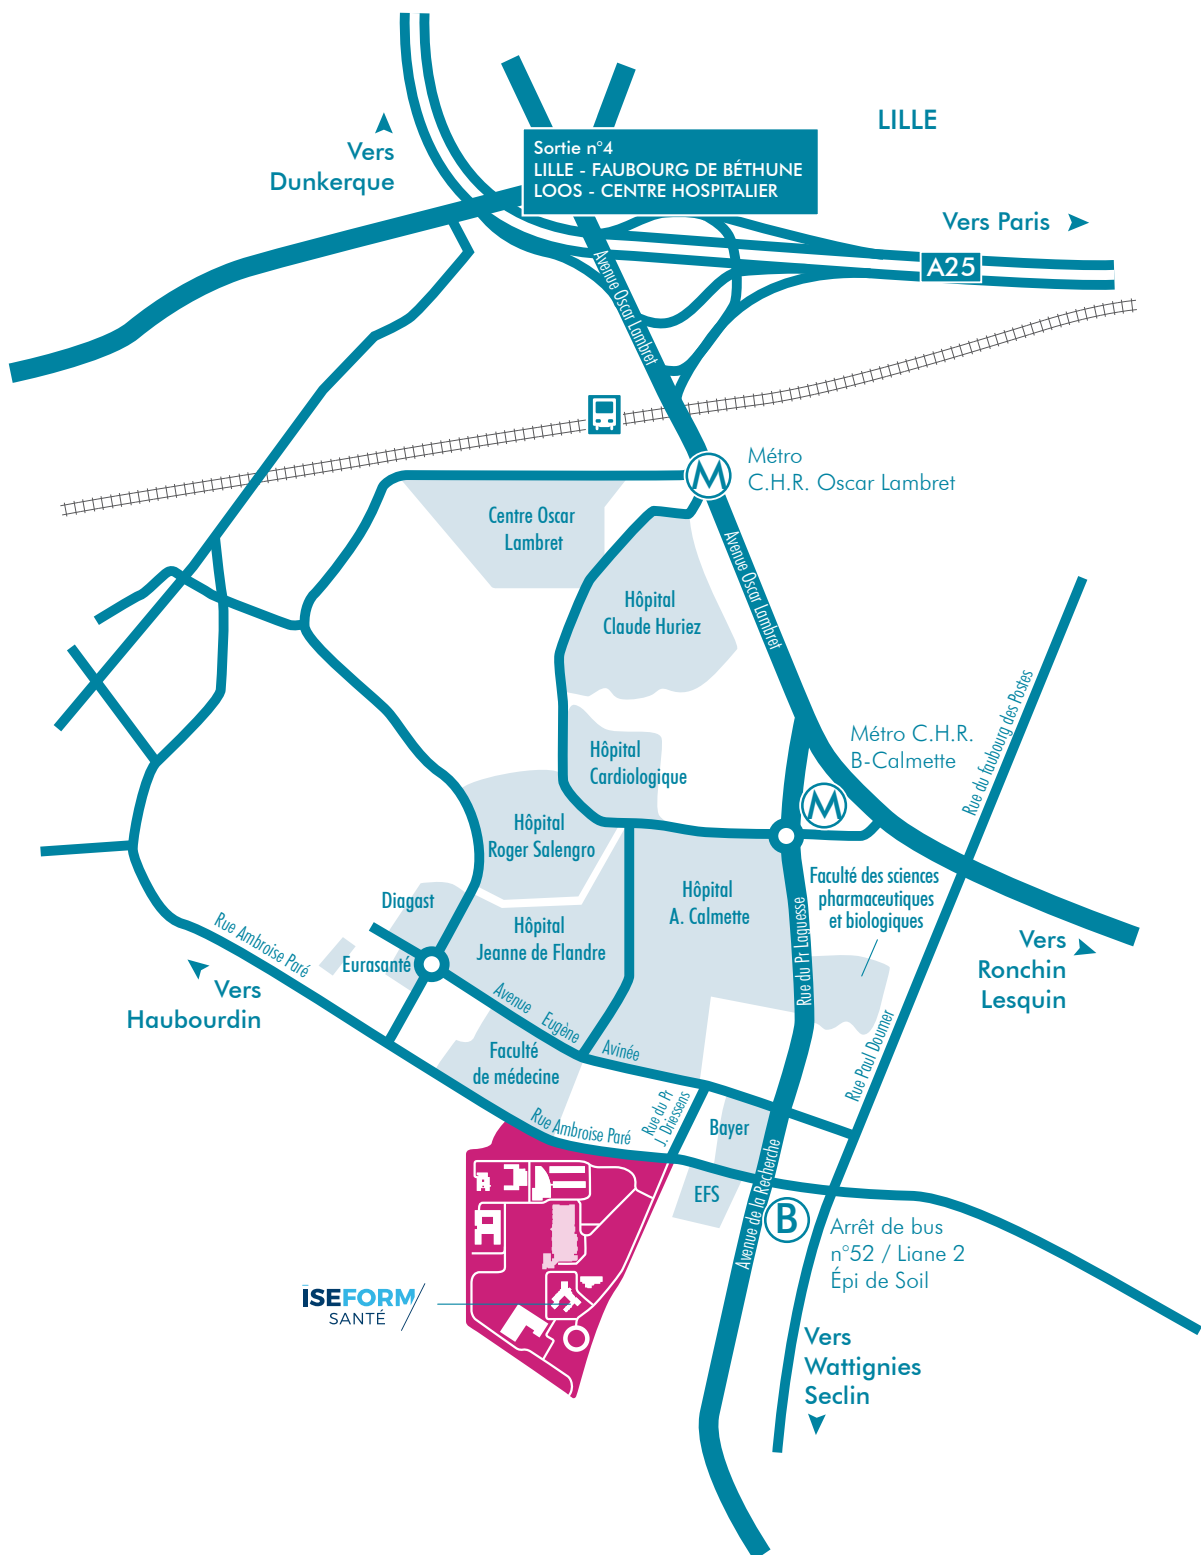 LILLE
Vers
Dunkerque
Sortie n°4
LILLE - FAUBOURG DE BÉTHUNE
LOOS - CENTRE HOSPITALIER
Vers Paris
A25
Avenue Oscar Lambret
Métro
C.H.R. Oscar Lambret
Centre Oscar
Lambret
Avenue Oscar Lambret
Hôpital
Claude Huriez
Rue du faubourg des Postes
Métro C.H.R.
B-Calmette
M
M
Hôpital
Cardiologique
Hôpital
Roger Salengro
Hôpital
A. Calmette
Faculté des sciences
pharmaceutiques
et biologiques
Diagast
Rue Ambroise Paré
Hôpital
Jeanne de Flandre
Rue du Pr Laguesse
Eurasanté
Vers
Ronchin
Lesquin
Vers
Haubourdin
Avenue Eugène Avinée
Faculté
de médecine
Rue Paul Doumer
Rue Ambroise Paré
Rue du Pr
J. Driessens
Bayer
EFS
Avenue de la Recherche
B
Arrêt de bus
n°52 / Liane 2
Épi de Soil
ISEFORM
SANTÉ
Vers
Wattignies
Seclin